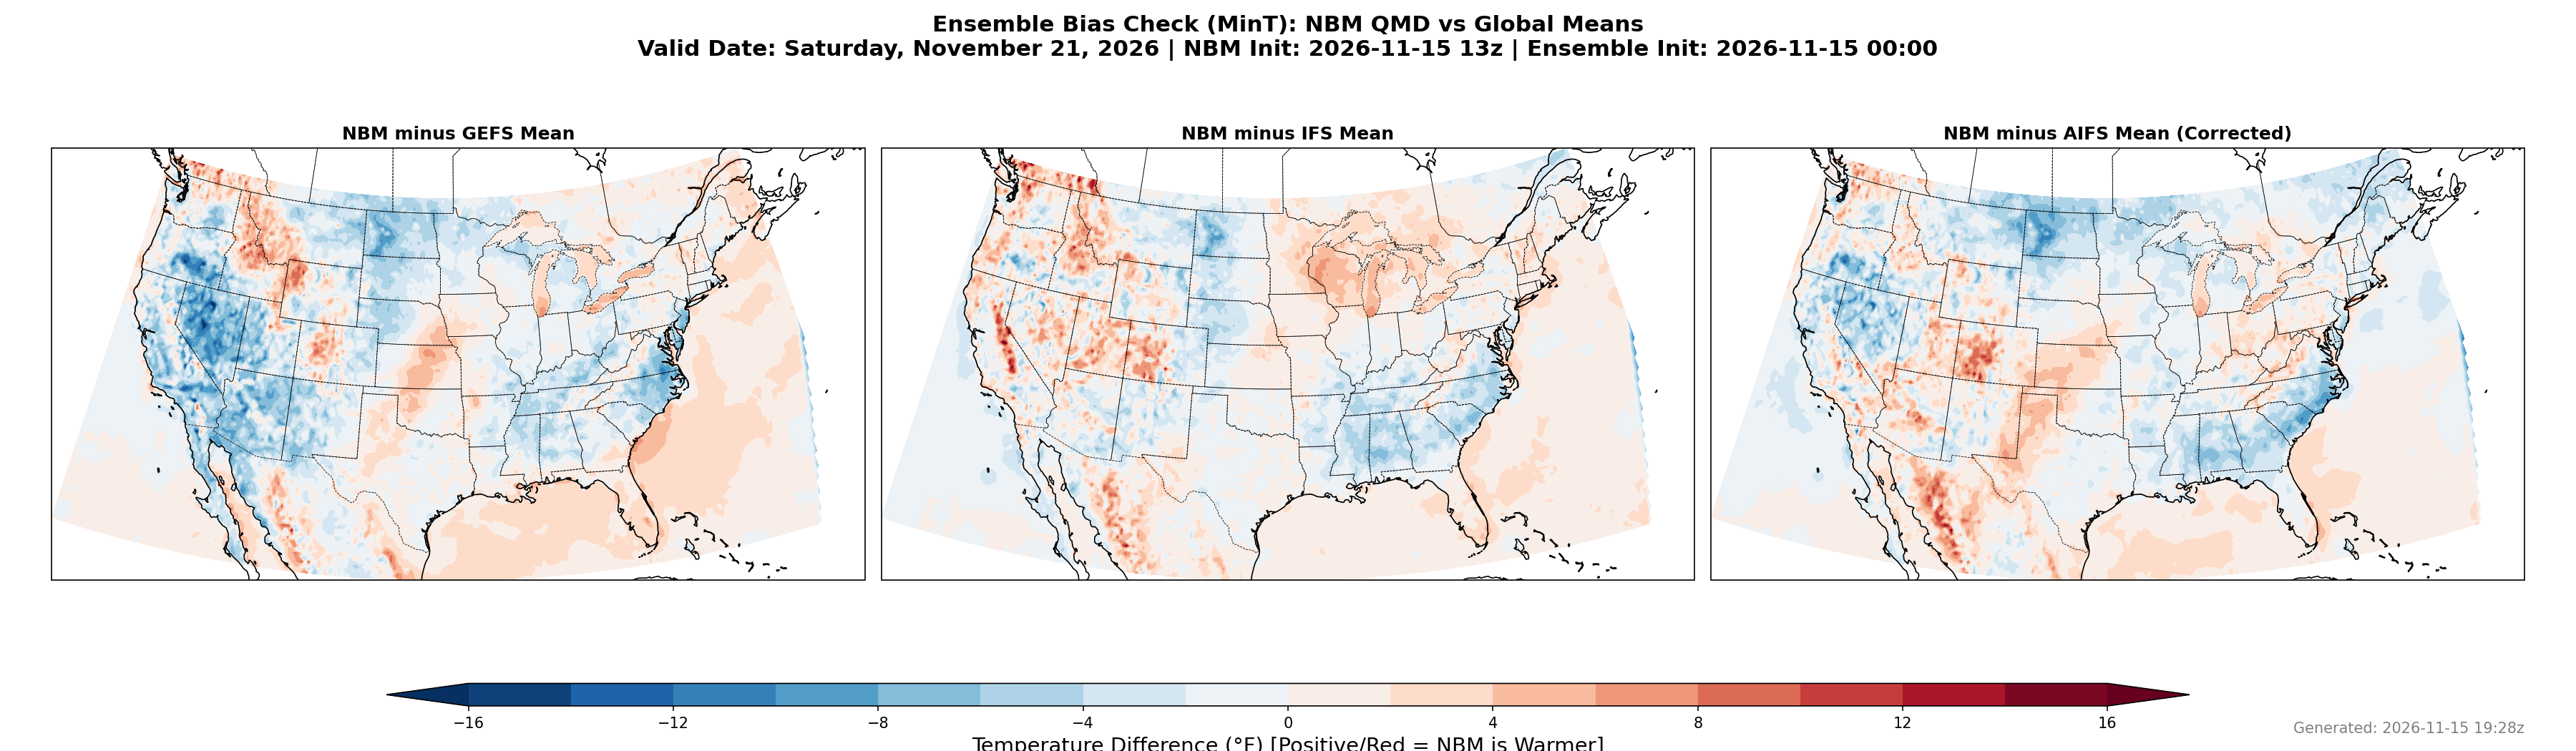 Ensemble Bias Check (MinT): NBM QMD vs Global Means
Valid Date: Saturday, November 21, 2026 | NBM Init: 2026-11-15 13z | Ensemble Init: 2026-11-15 00:00
NBM minus GEFS Mean
NBM minus IFS Mean
NBM minus AIFS Mean (Corrected)
−16
−12
−8
−4
0
4
8
12
16
Temperature Difference (°F) [Positive/Red = NBM is Warmer]
Generated: 2026-11-15 19:28z